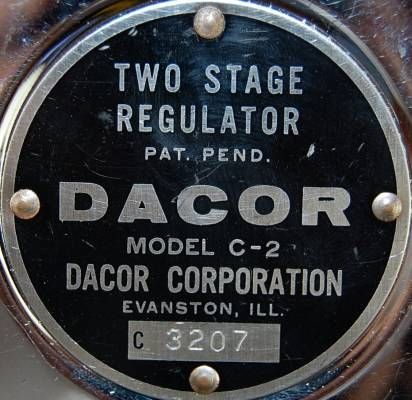 TWO STAGE
REGULATOR
PAT. PEND.
DACOR
MODEL C-2
DACOR CORPORATION
EVANSTON, ILL.
C 3207